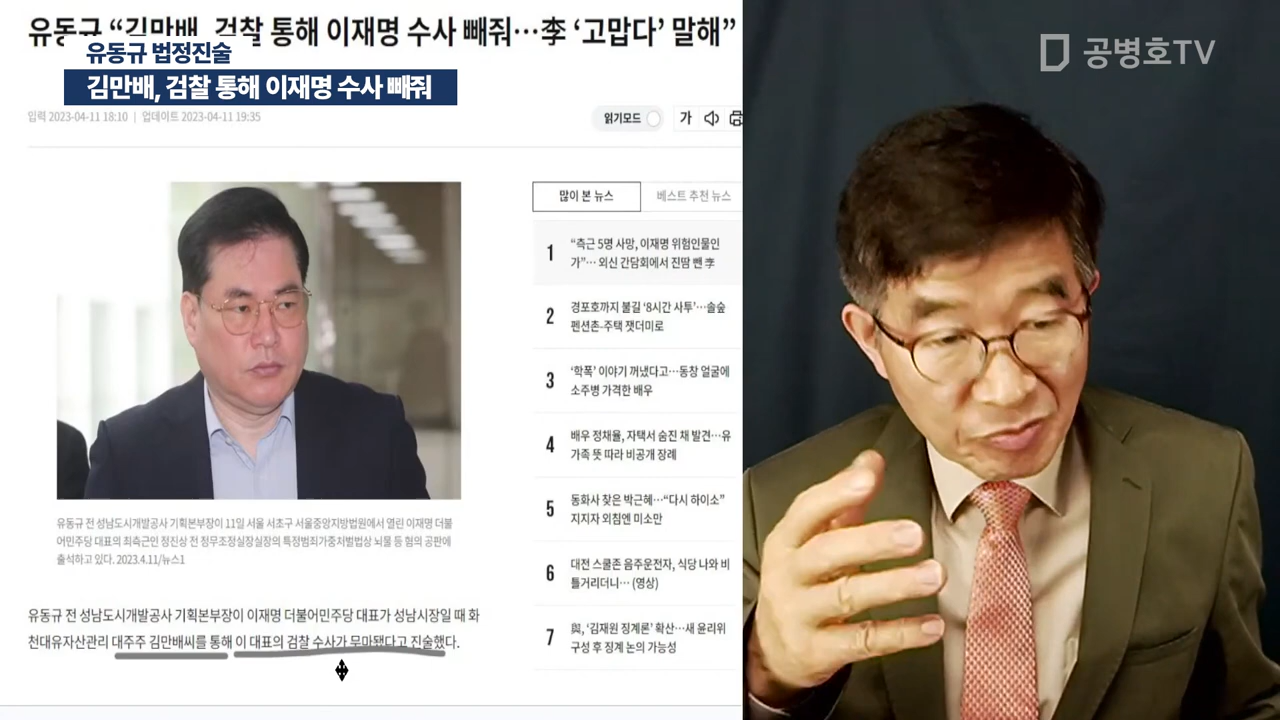 유동규 “김만배, 검찰 통해 이재명 수사 빼줘…李 ‘고맙다’ 말해”
유동규 법정진술
김만배, 검찰 통해 이재명 수사 빼줘
입력 2023-04-11 18:10 | 업데이트 2023-04-11 19:35
읽기모드
가
공병호TV
많이 본 뉴스
베스트 추천 뉴스
1 “측근 5명 사망, 이재명 위험인물인
가”… 외신 간담회에서 진땀 뺀 李
2 경포호까지 불길 ‘8시간 사투’…솔숲
펜션촌-주택 잿더미로
3 ‘학폭’ 이야기 꺼냈다고…동창 얼굴에
소주병 가격한 배우
4 배우 정채율, 자택서 숨진 채 발견…유
가족 뜻 따라 비공개 장례
5 동화사 찾은 박근혜…“다시 하이소”
지지자 외침엔 미소만
6 대전 스쿨존 음주운전자, 식당 나와 비
틀거리더니… (영상)
7 與, ‘김재원 징계론’ 확산…새 윤리위
구성 후 징계 논의 가능성
유동규 전 성남도시개발공사 기획본부장이 11일 서울 서초구 서울중앙지방법원에서 열린 이재명 더불
어민주당 대표의 최측근인 정진상 전 정무조정실장실장의 특정범죄가중처벌법상 뇌물 등 혐의 공판에
출석하고 있다. 2023.4.11/뉴스1
유동규 전 성남도시개발공사 기획본부장이 이재명 더불어민주당 대표가 성남시장일 때 화
천대유자산관리 대주주 김만배씨를 통해 이 대표의 검찰 수사가 무마됐다고 진술했다.